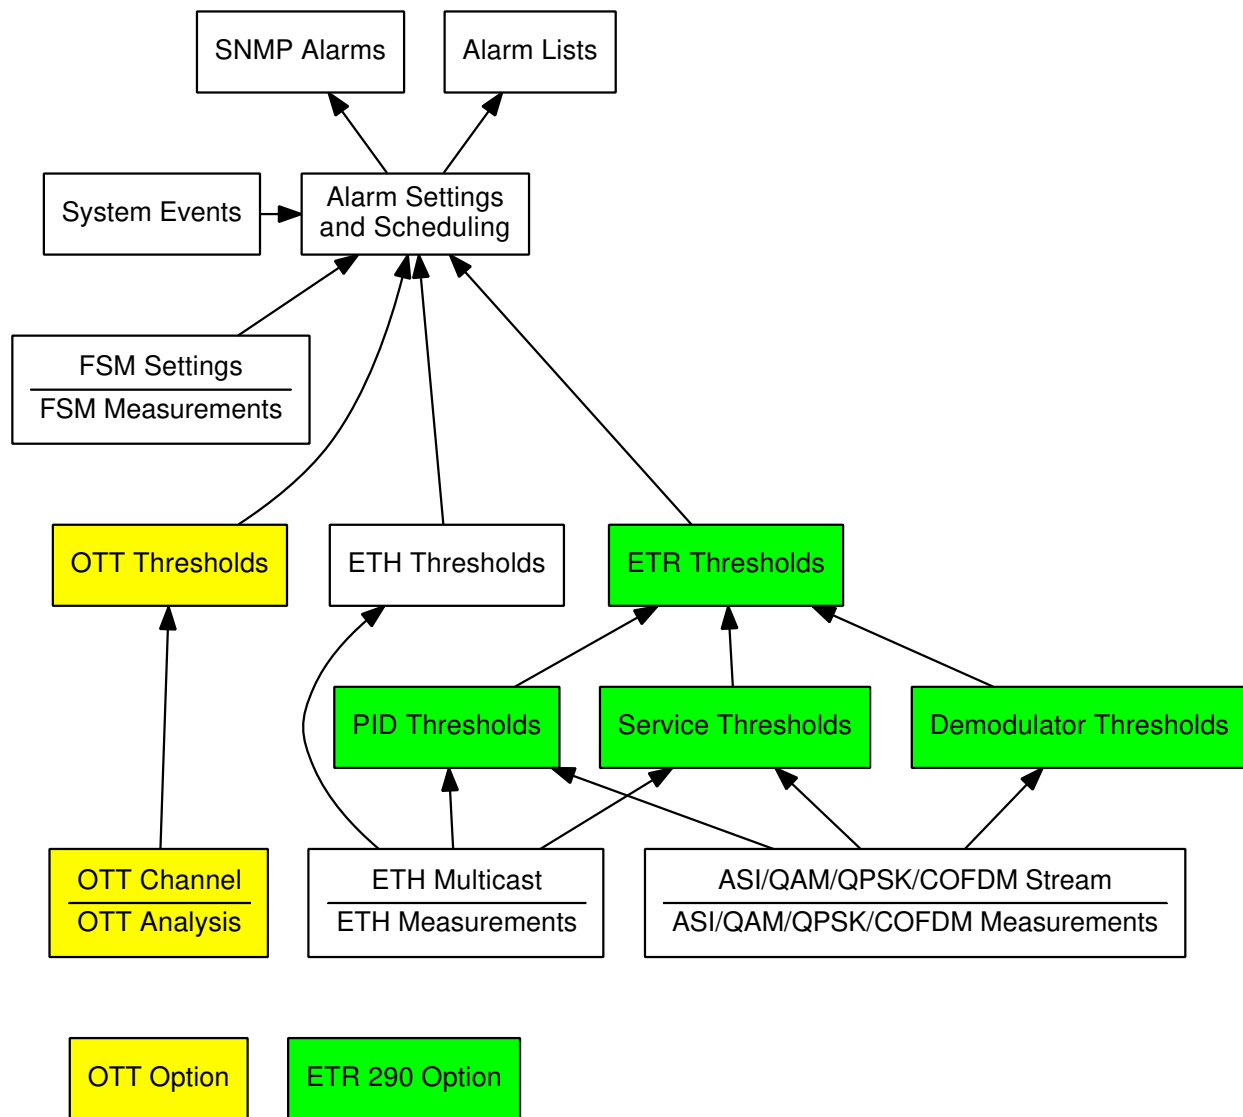 SNMP Alarms
Alarm Lists
System Events
Alarm Settings
and Scheduling
FSM Settings
FSM Measurements
OTT Thresholds
ETH Thresholds
ETR Thresholds
PID Thresholds
Service Thresholds
Demodulator Thresholds
OTT Channel
OTT Analysis
ETH Multicast
ETH Measurements
ASI/QAM/QPSK/COFDM Stream
ASI/QAM/QPSK/COFDM Measurements
OTT Option
ETR 290 Option